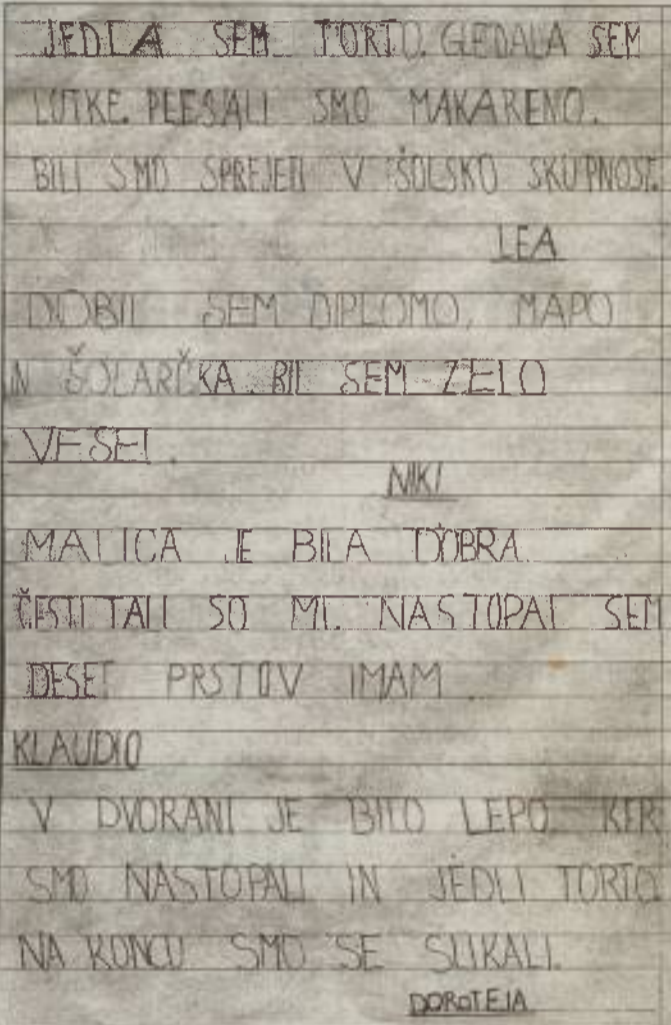 JEDLA SEM TORTO. GLEDALA SEM
LUTKE. PLESALI SMO MAKARENO.
BILI SMO SPREJETI V ŠOLSKO SKUPNOST.
LEA
DOBIL SEM DIPLOMO, MAPO
IN ŠOLARČKA. BIL SEM ZELO
VESEL.
NIKI
MALICA JE BILA DOBRA.
ČESTITALI SO MI. NASTOPAL SEM
DESET PRSTOV IMAM.
KLAUDIO
V DVORANI JE BILO LEPO KER
SMO NASTOPALI IN JEDLI TORTO.
NA KONCU SMO SE SLIKALI.
DOROTEJA